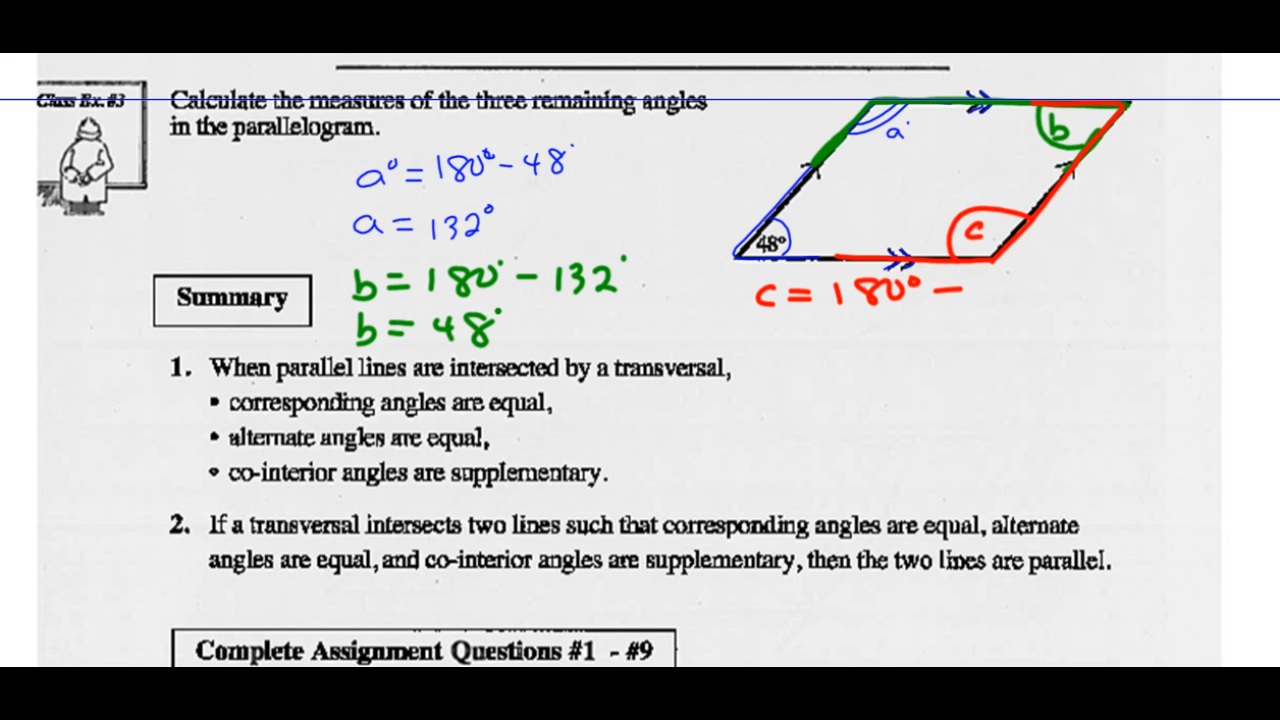 Class Ex. #3
Calculate the measures of the three remaining angles
in the parallelogram.
a° = 180° - 48°
a = 132°
b = 180° - 132°
b = 48°
a°
b
48°
c
c = 180° -
Summary
1. When parallel lines are intersected by a transversal,
• corresponding angles are equal,
• alternate angles are equal,
• co-interior angles are supplementary.
2. If a transversal intersects two lines such that corresponding angles are equal, alternate
angles are equal, and co-interior angles are supplementary, then the two lines are parallel.
Complete Assignment Questions #1 - #9